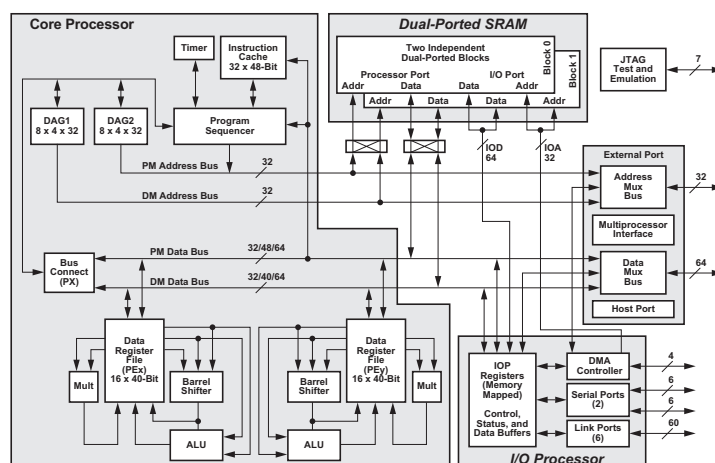 Core Processor
Timer
Instruction
Cache
32 x 48-Bit
DAG1
8 x 4 x 32
DAG2
8 x 4 x 32
Program
Sequencer
PM Address Bus
32
DM Address Bus
32
Bus
Connect
(PX)
PM Data Bus
32/48/64
DM Data Bus
32/40/64
Data
Register
File
(PEx)
16 x 40-Bit
Mult
Barrel
Shifter
ALU
Data
Register
File
(PEy)
16 x 40-Bit
Barrel
Shifter
Mult
ALU
Dual-Ported SRAM
Two Independent
Dual-Ported Blocks
Processor Port
I/O Port
Addr
Data
Data
Addr
Block 0
Addr
Data
Data
Addr
Block 1
IOD
64
IOA
32
JTAG
Test and
Emulation
7
External Port
Address
Mux
Bus
32
Multiprocessor
Interface
Data
Mux
Bus
64
Host Port
IOP
Registers
(Memory
Mapped)
Control,
Status, and
Data Buffers
DMA
Controller
4
Serial Ports
(2)
6
6
Link Ports
(6)
60
I/O Processor